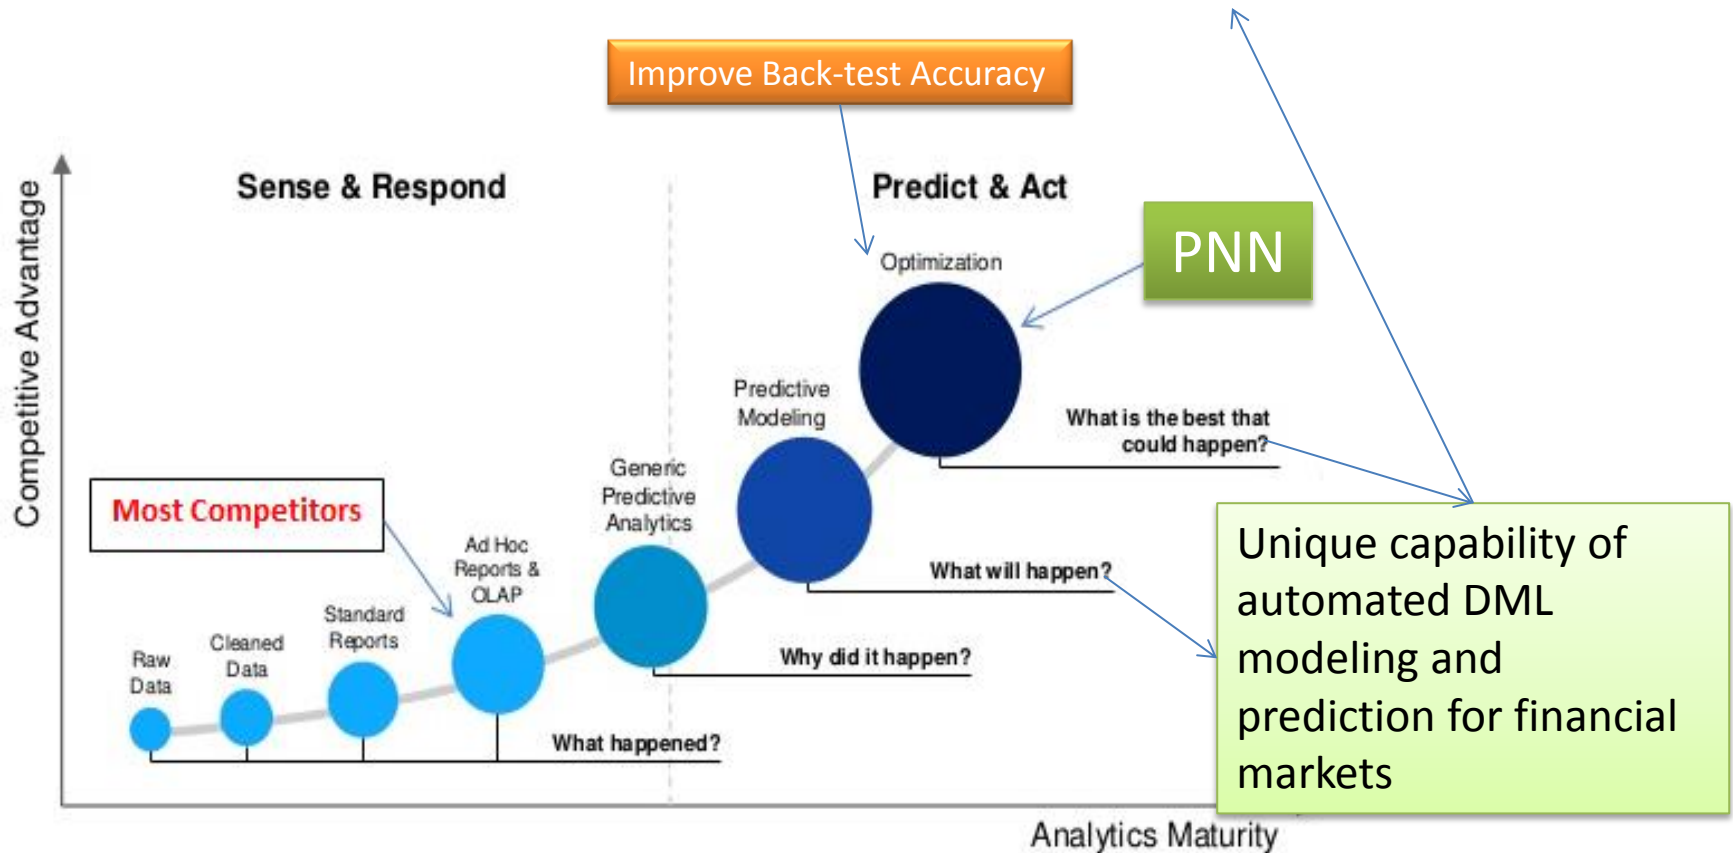 Improve Back-test Accuracy
Sense & Respond
Predict & Act
PNN
Optimization
Competitive Advantage
Predictive
Modeling
What is the best that
could happen?
Generic
Predictive
Analytics
Most Competitors
Ad Hoc
Reports &
OLAP
What will happen?
Unique capability of
automated DML
modeling and
prediction for financial
markets
Standard
Reports
Cleaned
Data
Raw
Data
Why did it happen?
What happened?
Analytics Maturity